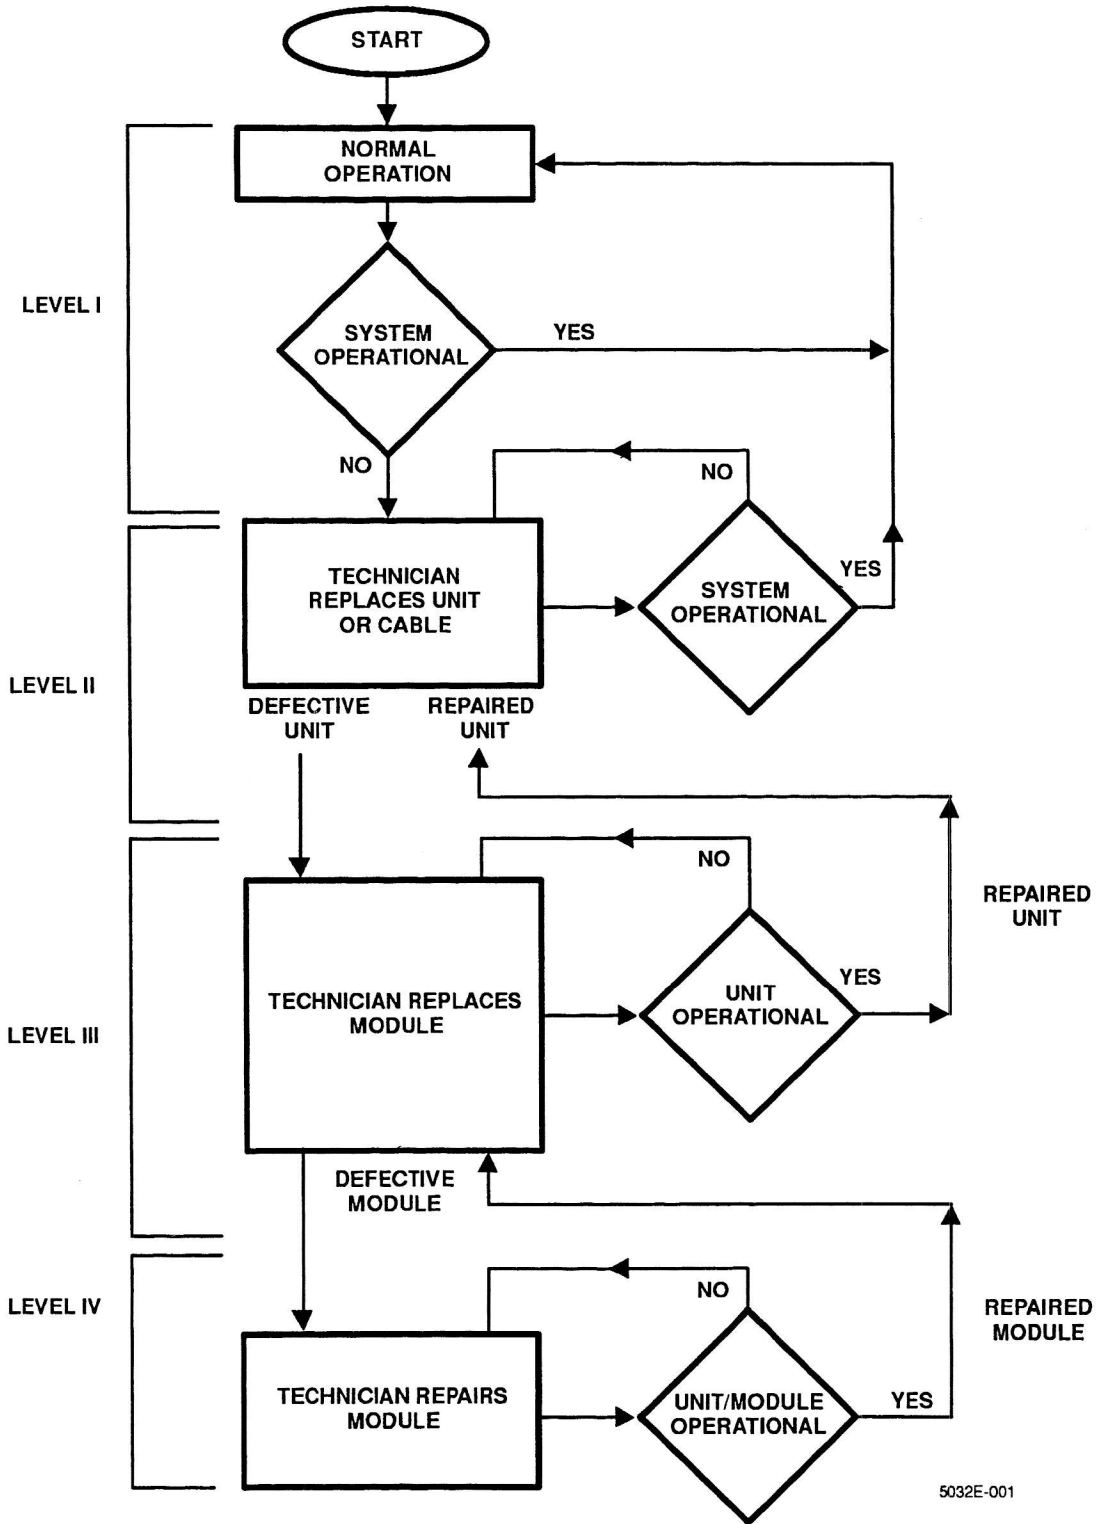 START
NORMAL
OPERATION
LEVEL I
SYSTEM
OPERATIONAL
YES
NO
NO
TECHNICIAN
REPLACES UNIT
OR CABLE
SYSTEM
OPERATIONAL
YES
LEVEL II
DEFECTIVE
UNIT
REPAIRED
UNIT
NO
REPAIRED
UNIT
TECHNICIAN REPLACES
MODULE
UNIT
OPERATIONAL
YES
LEVEL III
DEFECTIVE
MODULE
NO
LEVEL IV
REPAIRED
MODULE
TECHNICIAN REPAIRS
MODULE
UNIT/MODULE
OPERATIONAL
YES
5032E-001